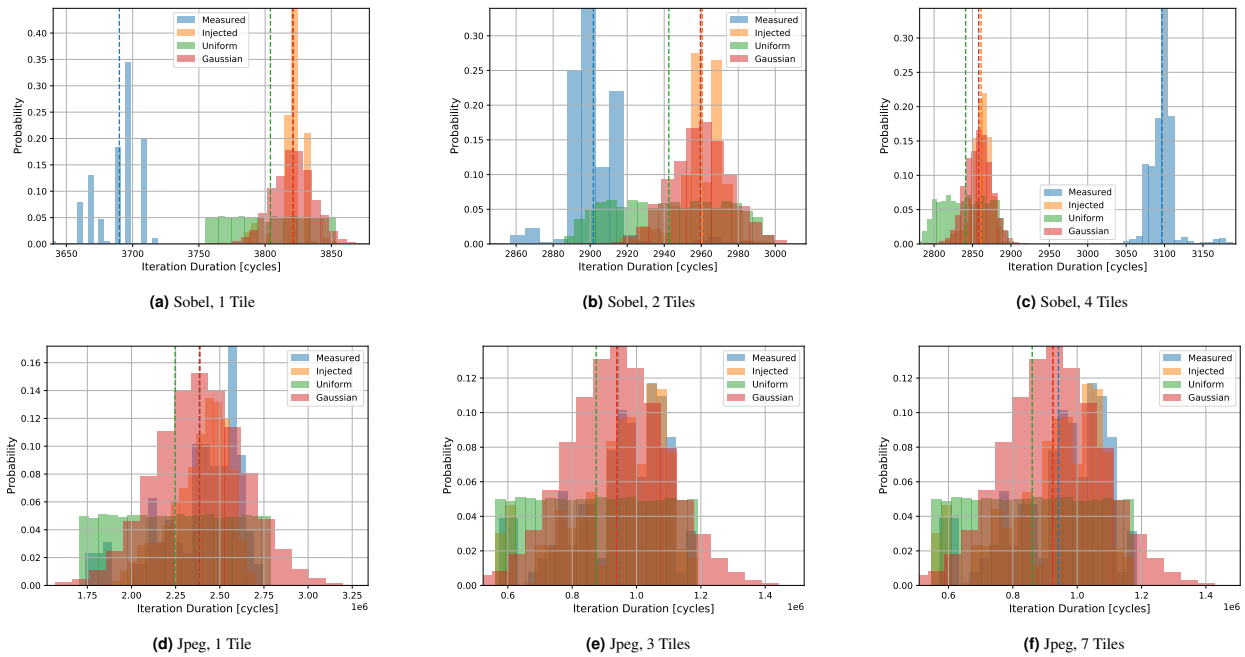 0.40
0.35
0.30
0.25
0.20
0.15
0.10
0.05
0.00
Probability
3650
3700
3750
3800
3850
Iteration Duration [cycles]
Measured
Injected
Uniform
Gaussian
(a) Sobel, 1 Tile
0.30
0.25
0.20
0.15
0.10
0.05
0.00
Probability
2860
2880
2900
2920
2940
2960
2980
3000
Iteration Duration [cycles]
Measured
Injected
Uniform
Gaussian
(b) Sobel, 2 Tiles
0.30
0.25
0.20
0.15
0.10
0.05
0.00
Probability
2800
2850
2900
2950
3000
3050
3100
3150
Iteration Duration [cycles]
Measured
Injected
Uniform
Gaussian
(c) Sobel, 4 Tiles
0.16
0.14
0.12
0.10
0.08
0.06
0.04
0.02
0.00
Probability
1.75
2.00
2.25
2.50
2.75
3.00
3.25
1e6
Iteration Duration [cycles]
Measured
Injected
Uniform
Gaussian
(d) Jpeg, 1 Tile
0.12
0.10
0.08
0.06
0.04
0.02
0.00
Probability
0.6
0.8
1.0
1.2
1.4
1e6
Iteration Duration [cycles]
Measured
Injected
Uniform
Gaussian
(e) Jpeg, 3 Tiles
0.12
0.10
0.08
0.06
0.04
0.02
0.00
Probability
0.6
0.8
1.0
1.2
1.4
1e6
Iteration Duration [cycles]
Measured
Injected
Uniform
Gaussian
(f) Jpeg, 7 Tiles